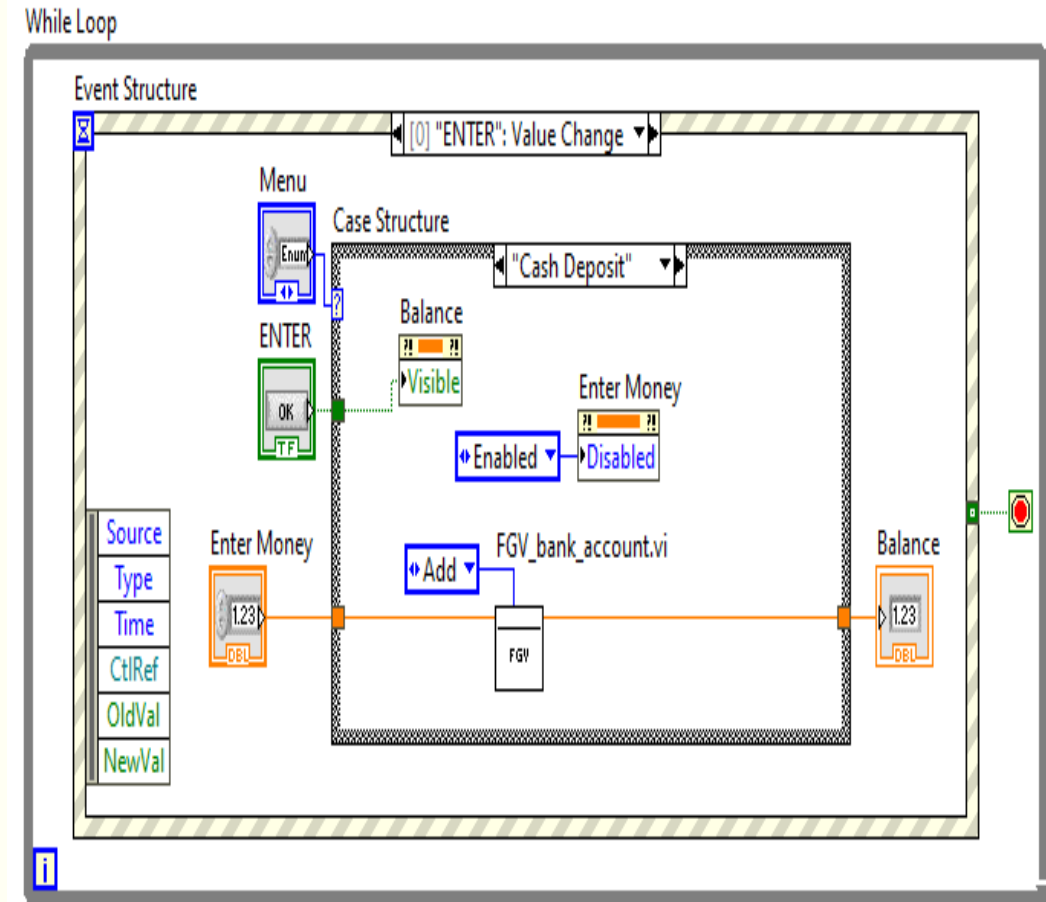 While Loop
Event Structure
[0] "ENTER": Value Change
Menu
Enum
Case Structure
"Cash Deposit"
?
ENTER
OK
TF
Balance
?! ?!
Visible
Enter Money
?! ?!
Enabled
Disabled
Source
Type
Time
CtlRef
OldVal
NewVal
Enter Money
1.23
DBL
Add
FGV_bank_account.vi
FGV
Balance
1.23
DBL
i